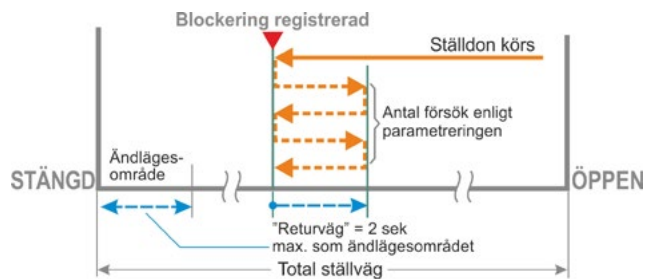 Blockering registrerad
Ställdon körs
Antal försök enligt
parametreringen
Ändläges-
område
STÄNGD
ÖPPEN
"Returväg" = 2 sek
max. som ändlägesområdet
Total ställväg